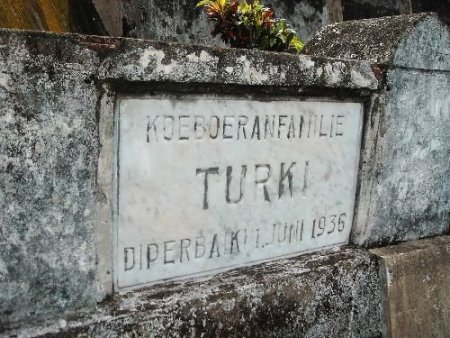 KOEBOERANFAMILIE
TURKI
DIPERBAIKI 1 JUNI 1936